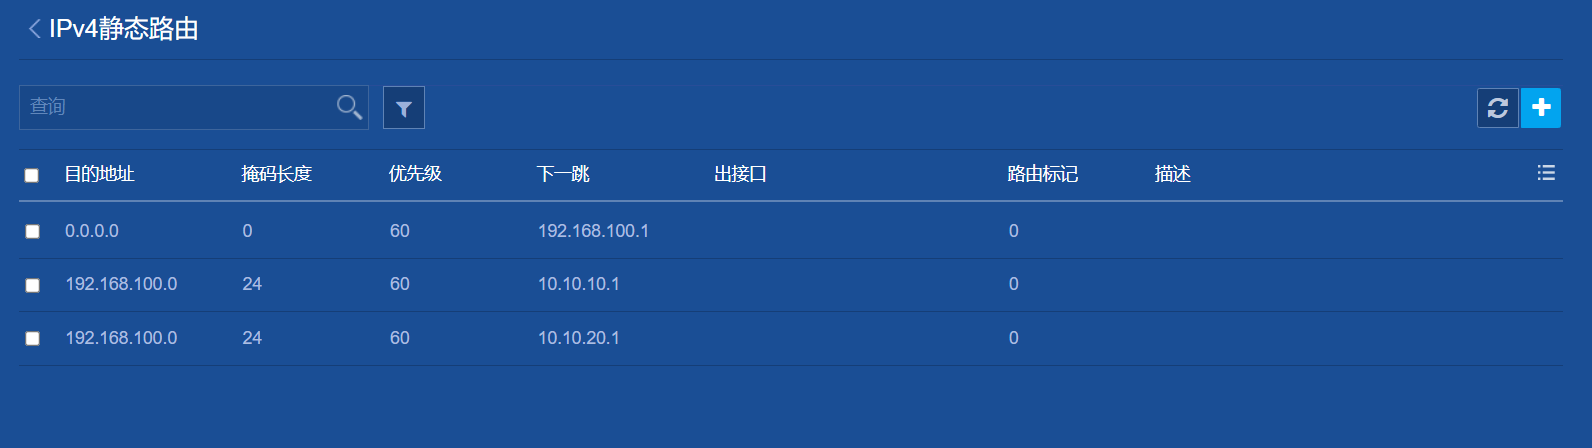 IPv4静态路由
查询
目的地址 掩码长度 优先级 下一跳 出接口 路由标记 描述
0.0.0.0 0 60 192.168.100.1 0
192.168.100.0 24 60 10.10.10.1 0
192.168.100.0 24 60 10.10.20.1 0